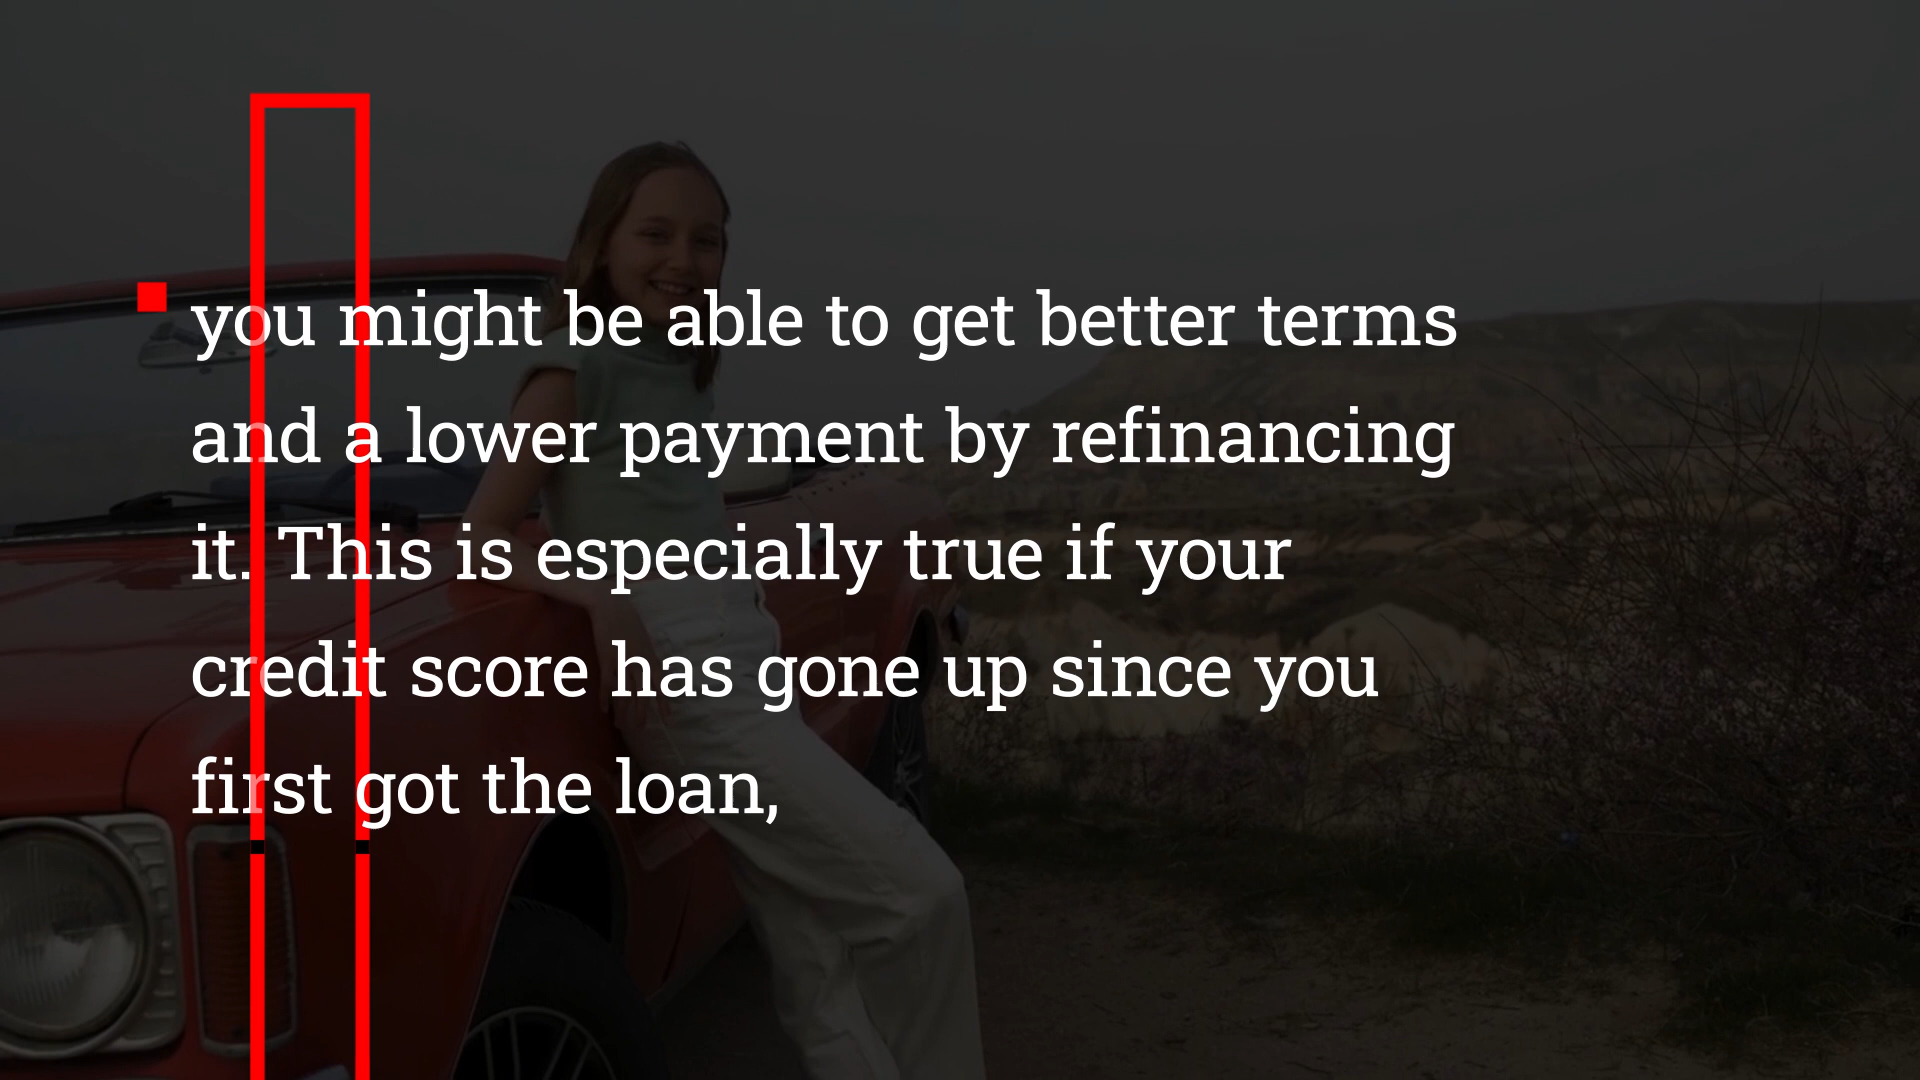 you might be able to get better terms
and a lower payment by refinancing
it. This is especially true if your
credit score has gone up since you
first got the loan,